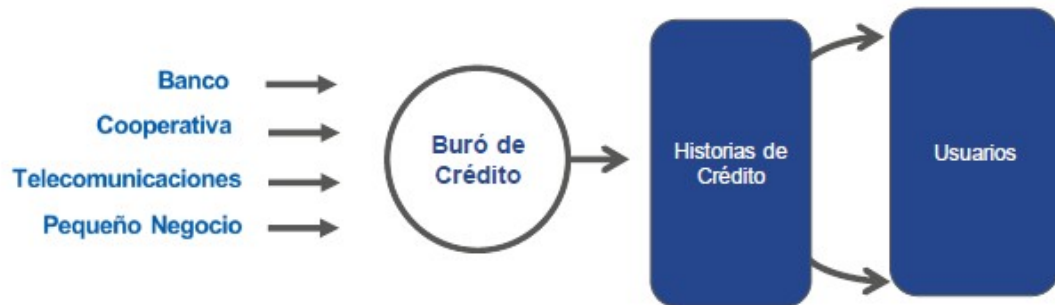 Banco
Cooperativa
Telecomunicaciones
Pequeño Negocio
Buró de
Crédito
Historias de
Crédito
Usuarios